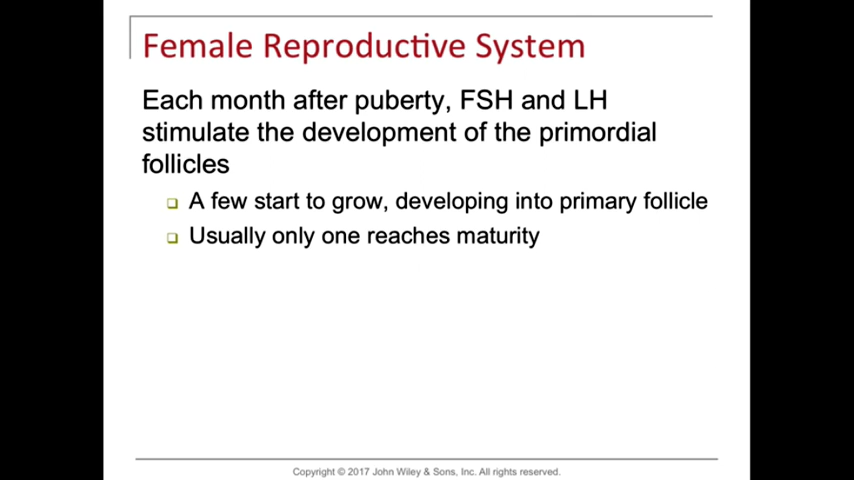 Female Reproductive System
Each month after puberty, FSH and LH
stimulate the development of the primordial
follicles
A few start to grow, developing into primary follicle
Usually only one reaches maturity
Copyright © 2017 John Wiley & Sons, Inc. All rights reserved.